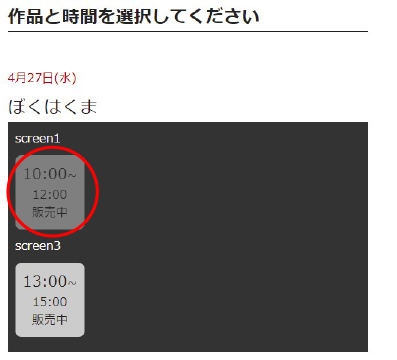 作品と時間を選択してください
4月27日(水)
ぼくはくま
screen1
10:00~
12:00
販売中
screen3
13:00~
15:00
販売中